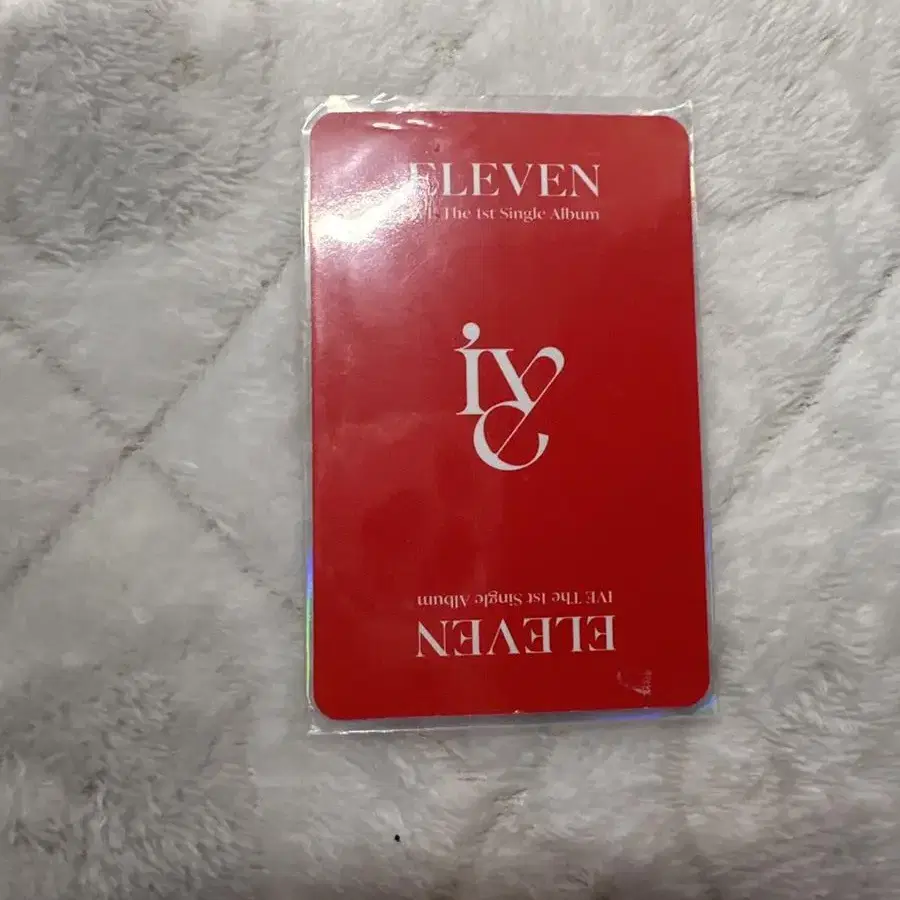 ELEVEN
The 1st Single Album
ive
IVE The 1st Single Album
ELEVEN